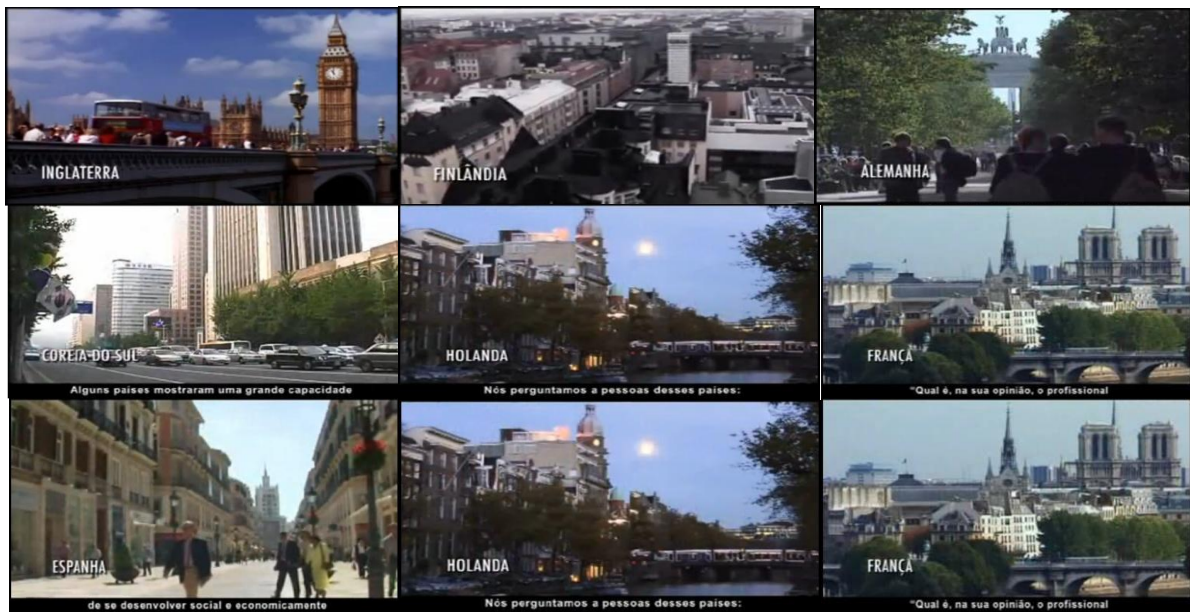 INGLATERRA
FINLÂNDIA
ALEMANHA
COREIA DO SUL
Alguns países mostraram uma grande capacidade
HOLANDA
Nós perguntamos a pessoas desses países:
FRANÇA
"Qual é, na sua opinião, o profissional
ESPANHA
de se desenvolver social e economicamente
HOLANDA
Nós perguntamos a pessoas desses países:
FRANÇA
"Qual é, na sua opinião, o profissional